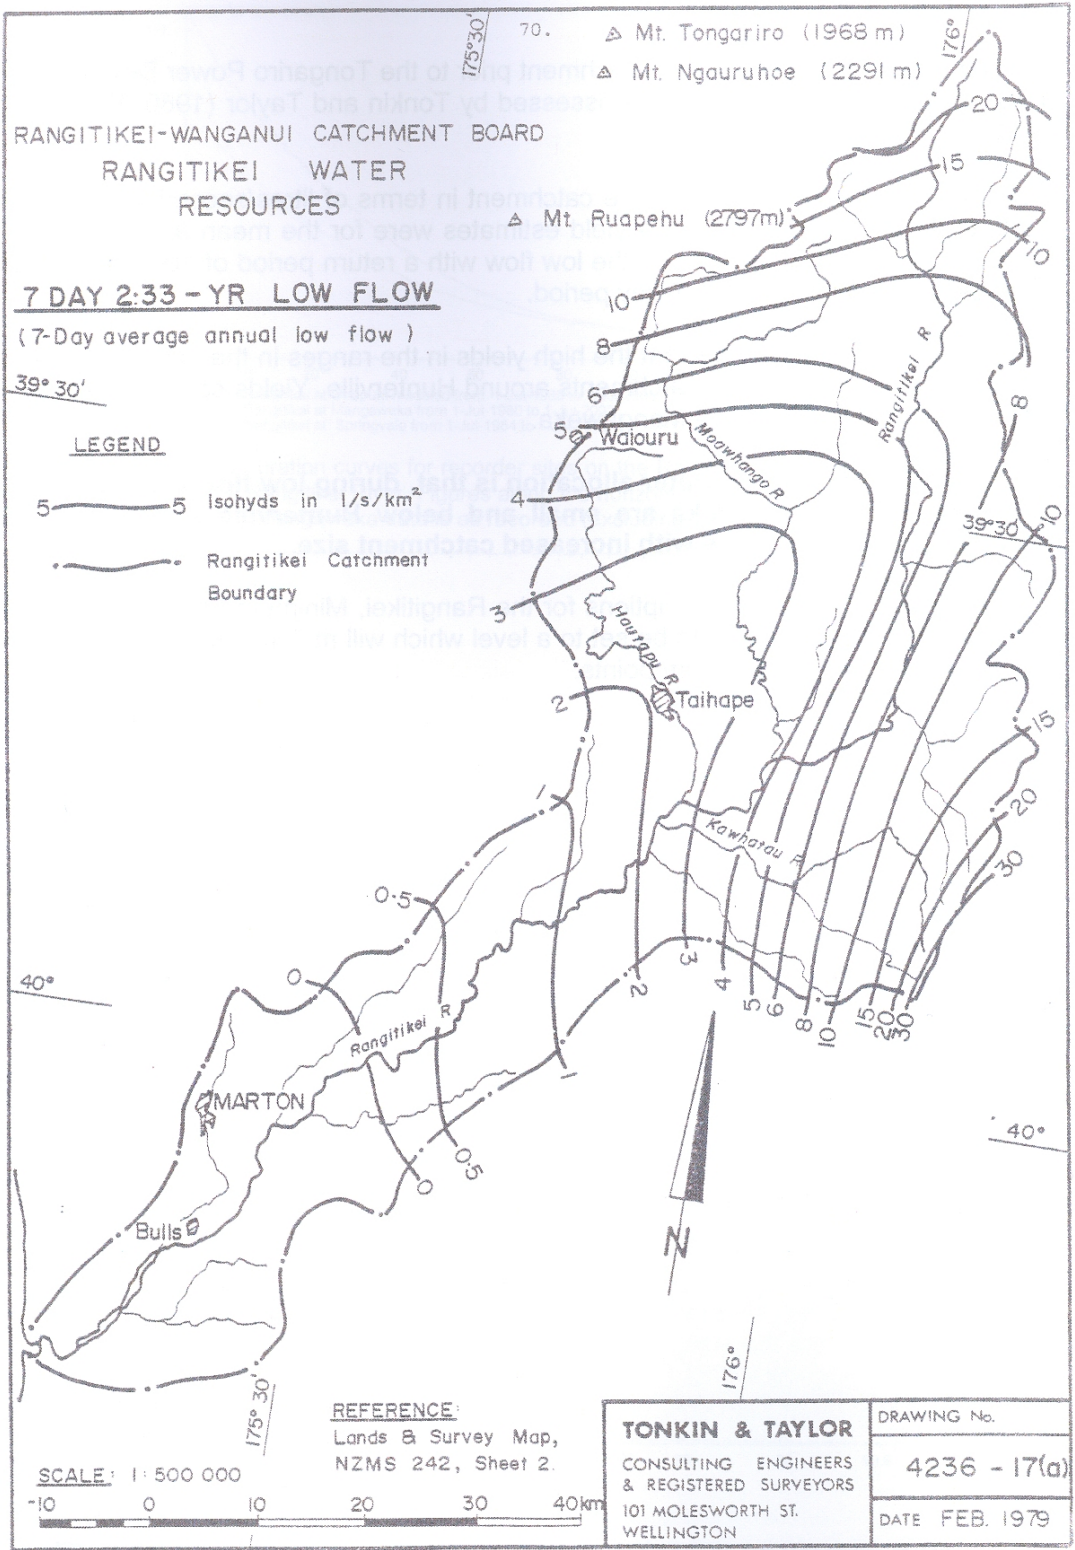 70.
Mt. Tongariro (1968 m)
Mt. Ngauruhoe (2291 m)
175° 30'
176°
RANGITIKEI-WANGANUI CATCHMENT BOARD
RANGITIKEI WATER
RESOURCES
Mt. Ruapehu (2797m)
7 DAY 2:33-YR LOW FLOW
(7-Day average annual low flow)
39° 30'
LEGEND
5 5 Isohyds in l/s/km²
Rangitikei Catchment
Boundary
20
15
10
10
8
6
5
4
3
2
1
0.5
0
8
10
39°30'
15
20
30
Waiouru
Moawhango R
Rangitikei R
Hautapu R
Taihape
Kawhatau R
3
2
4
5
6
8
10
15
20
30
1
0.5
0
40°
Rangitikei R
MARTON
Bulls
N
40°
176°
175° 30'
REFERENCE:
Lands & Survey Map,
NZMS 242, Sheet 2.
SCALE: 1:500 000
-10 0 10 20 30 40km
TONKIN & TAYLOR
CONSULTING ENGINEERS
& REGISTERED SURVEYORS
101 MOLESWORTH ST.
WELLINGTON
DRAWING No.
4236 - 17(a)
DATE FEB. 1979